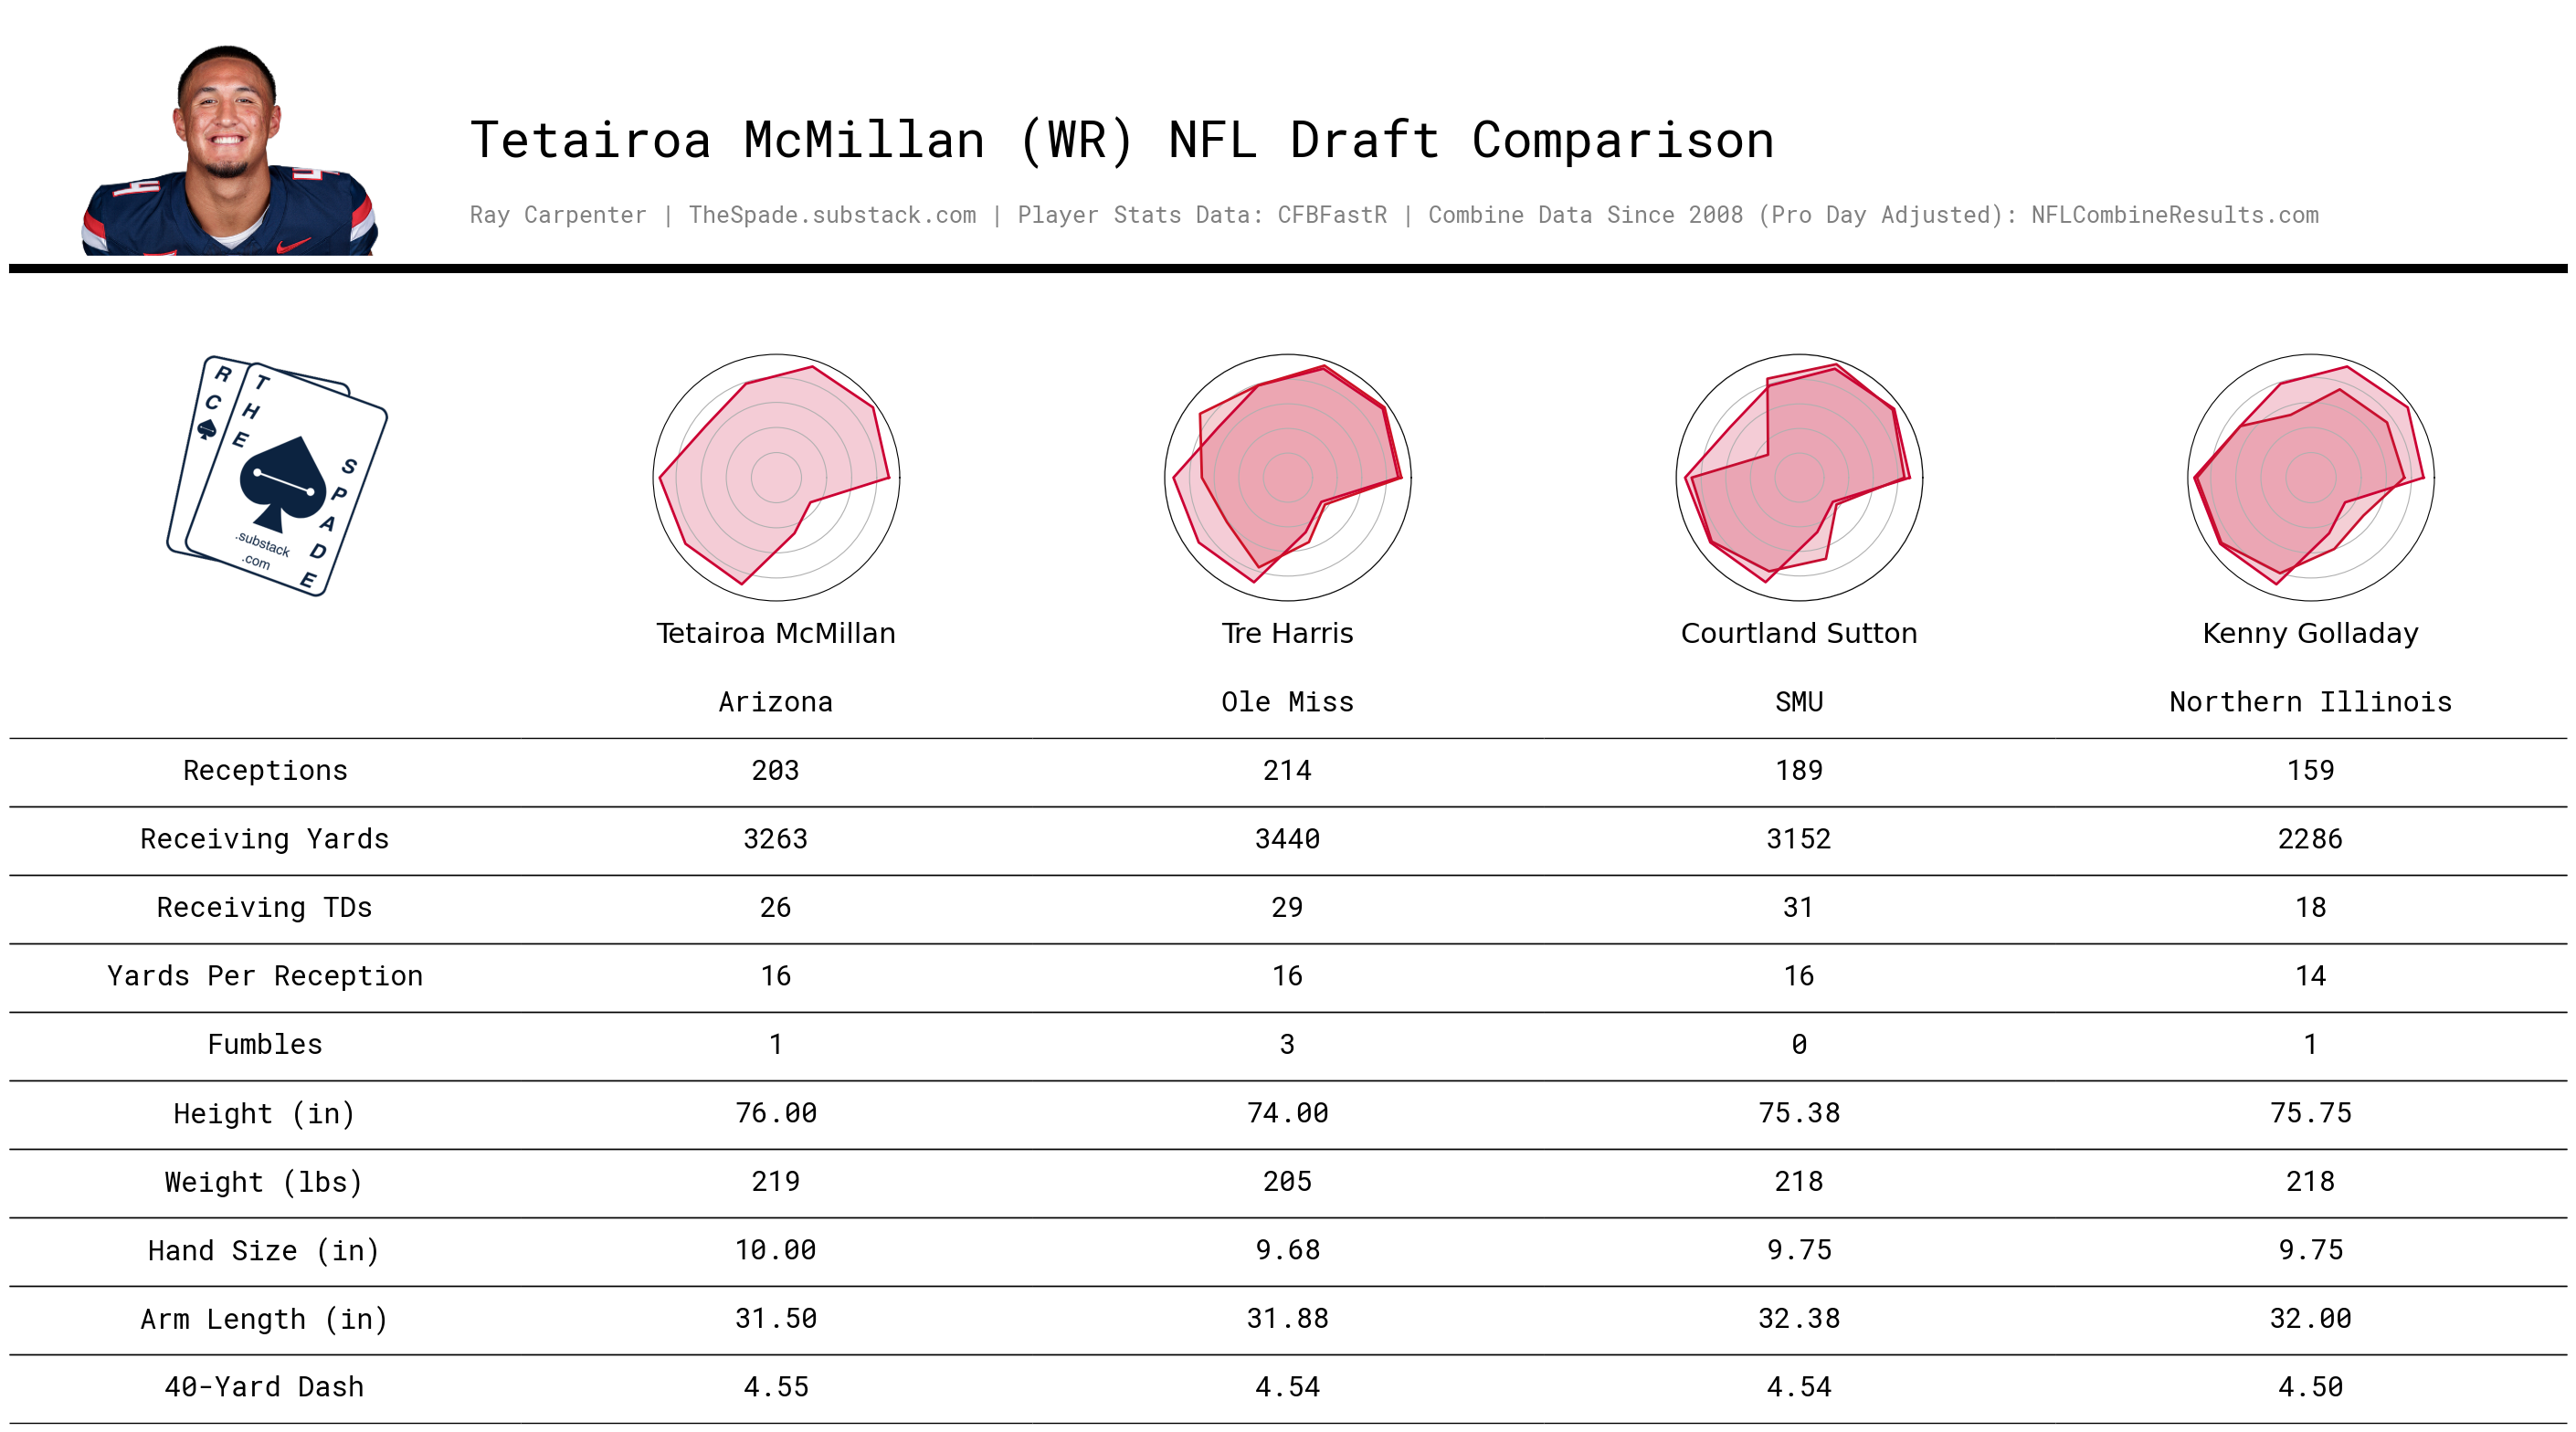 Tetairoa McMillan (WR) NFL Draft Comparison
Ray Carpenter | TheSpade.substack.com | Player Stats Data: CFBFastR | Combine Data Since 2008 (Pro Day Adjusted): NFLCombineResults.com
4 4
R C
THE SPADE
.substack
.com
Tetairoa McMillan Tre Harris Courtland Sutton Kenny Golladay
Arizona Ole Miss SMU Northern Illinois
Receptions 203 214 189 159
Receiving Yards 3263 3440 3152 2286
Receiving TDs 26 29 31 18
Yards Per Reception 16 16 16 14
Fumbles 1 3 0 1
Height (in) 76.00 74.00 75.38 75.75
Weight (lbs) 219 205 218 218
Hand Size (in) 10.00 9.68 9.75 9.75
Arm Length (in) 31.50 31.88 32.38 32.00
40-Yard Dash 4.55 4.54 4.54 4.50